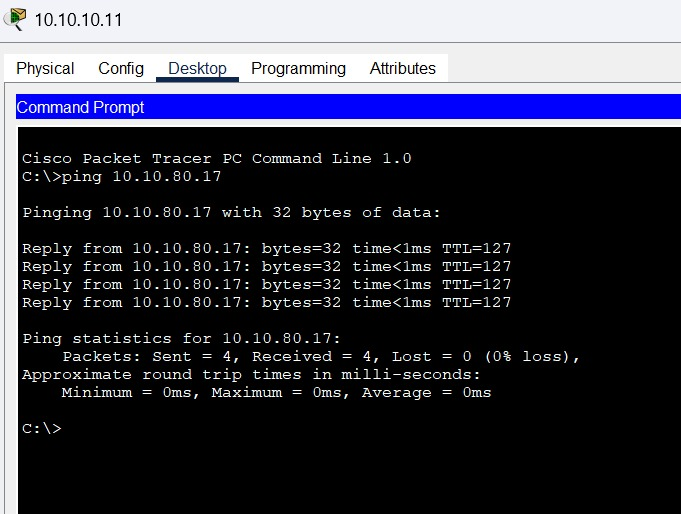 10.10.10.11
Physical Config Desktop Programming Attributes
Command Prompt
Cisco Packet Tracer PC Command Line 1.0
C:\>ping 10.10.80.17
Pinging 10.10.80.17 with 32 bytes of data:
Reply from 10.10.80.17: bytes=32 time<1ms TTL=127
Reply from 10.10.80.17: bytes=32 time<1ms TTL=127
Reply from 10.10.80.17: bytes=32 time<1ms TTL=127
Reply from 10.10.80.17: bytes=32 time<1ms TTL=127
Ping statistics for 10.10.80.17:
Packets: Sent = 4, Received = 4, Lost = 0 (0% loss),
Approximate round trip times in milli-seconds:
Minimum = 0ms, Maximum = 0ms, Average = 0ms
C:\>